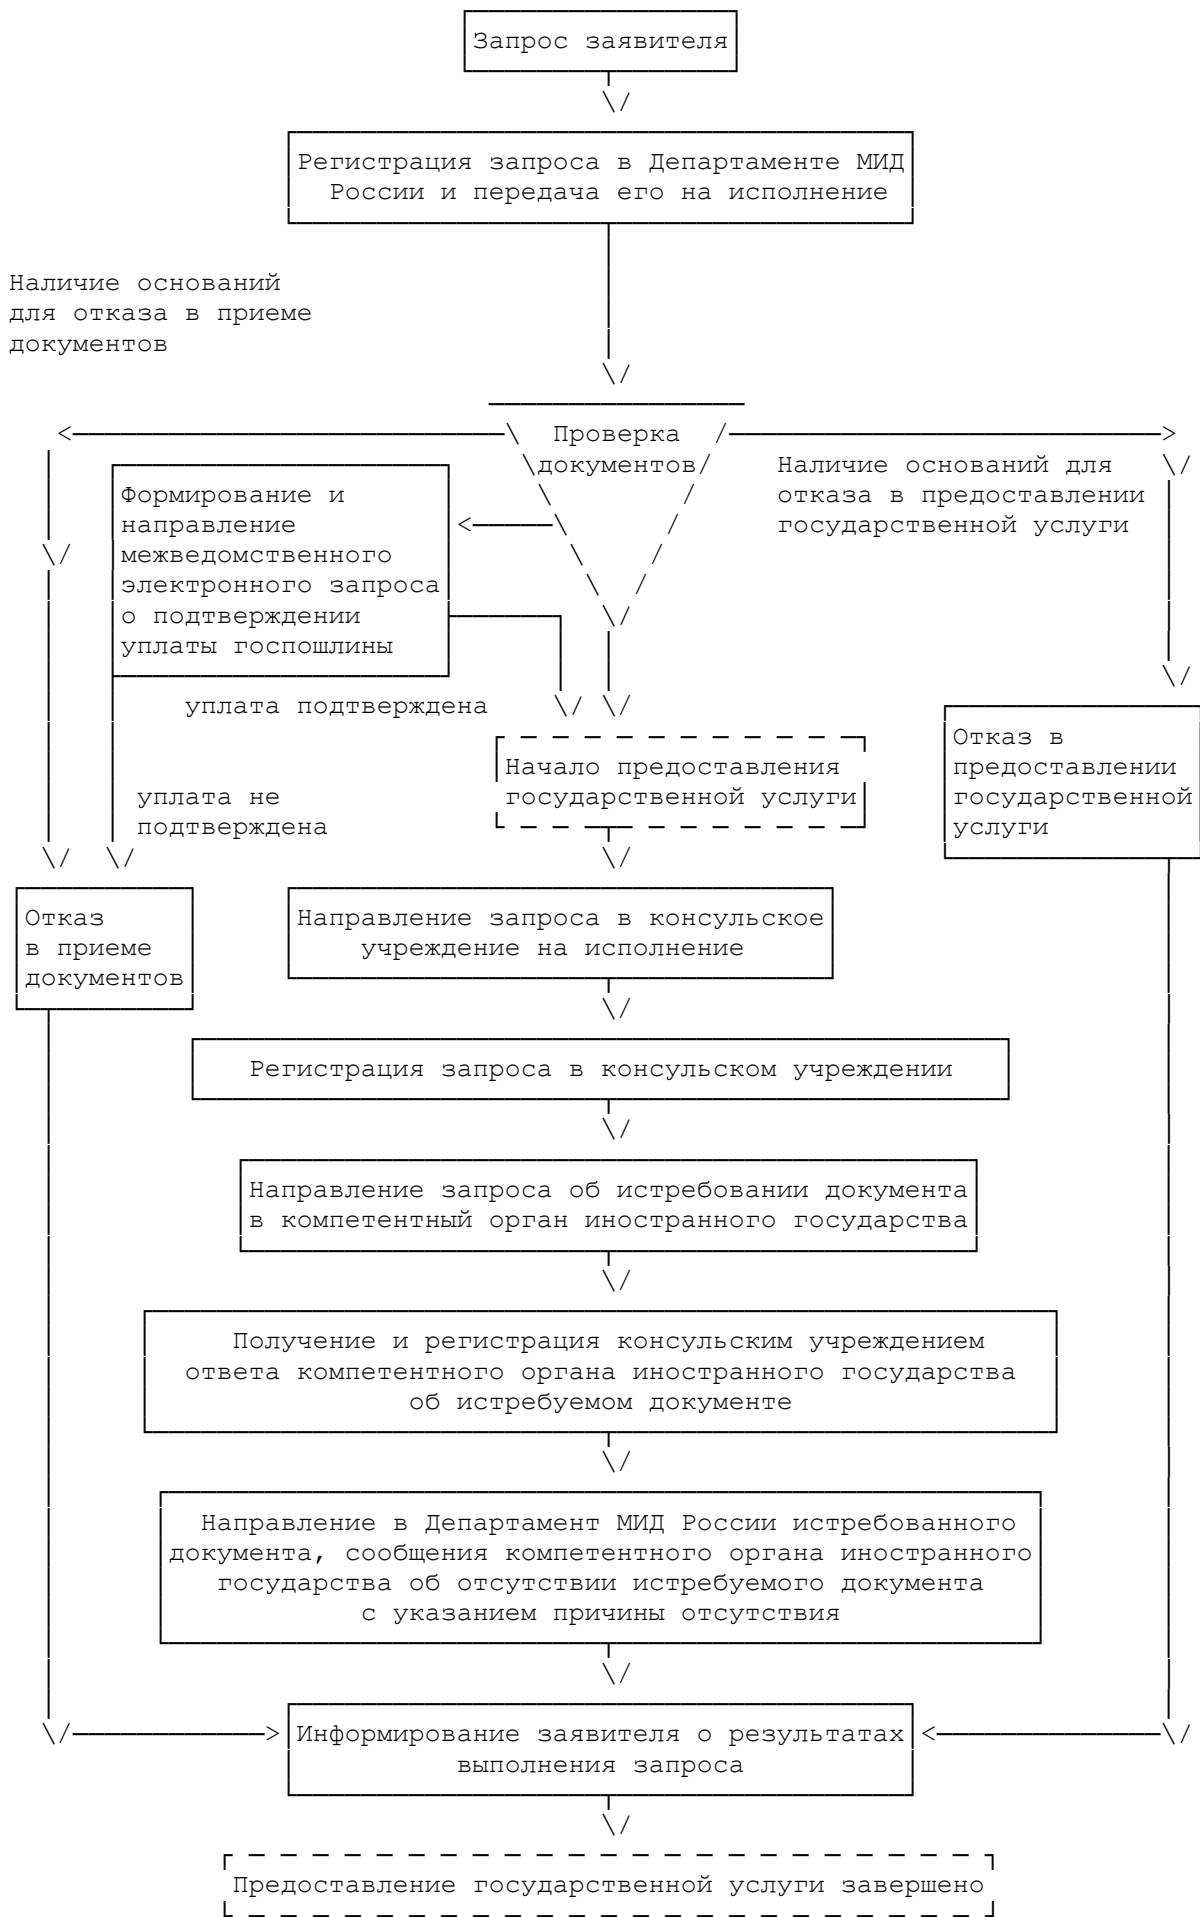 Запрос заявителя
Регистрация запроса в Департаменте МИД
России и передача его на исполнение
Наличие оснований
для отказа в приеме
документов
Проверка
документов
Наличие оснований для
отказа в предоставлении
государственной услуги
Формирование и
направление
межведомственного
электронного запроса
о подтверждении
уплаты госпошлины
уплата подтверждена
уплата не
подтверждена
Начало предоставления
государственной услуги
Отказ в
предоставлении
государственной
услуги
Отказ
в приеме
документов
Направление запроса в консульское
учреждение на исполнение
Регистрация запроса в консульском учреждении
Направление запроса об истребовании документа
в компетентный орган иностранного государства
Получение и регистрация консульским учреждением
ответа компетентного органа иностранного государства
об истребуемом документе
Направление в Департамент МИД России истребованного
документа, сообщения компетентного органа иностранного
государства об отсутствии истребуемого документа
с указанием причины отсутствия
Информирование заявителя о результатах
выполнения запроса
Предоставление государственной услуги завершено